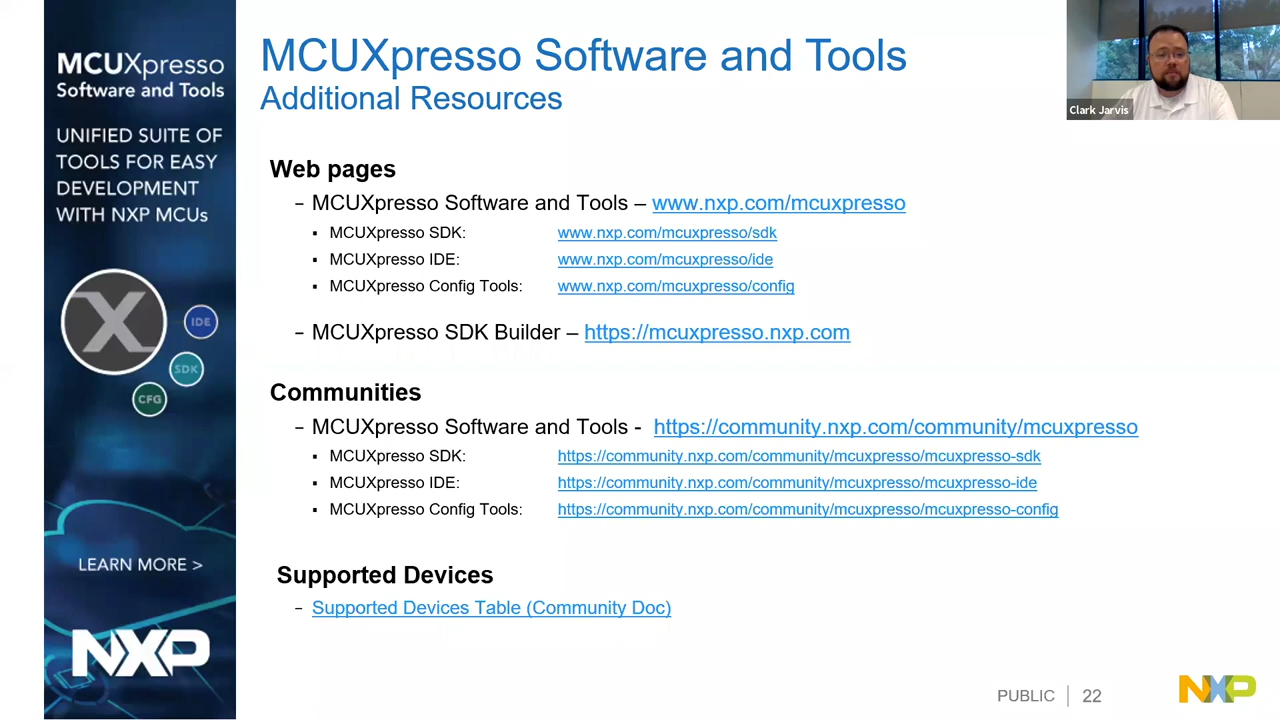 MCUXpresso
Software and Tools
UNIFIED SUITE OF
TOOLS FOR EASY
DEVELOPMENT
WITH NXP MCUs
X
IDE
SDK
CFG
LEARN MORE >
NXP
MCUXpresso Software and Tools
Additional Resources
Clark Jarvis
Web pages
– MCUXpresso Software and Tools – www.nxp.com/mcuxpresso
▪ MCUXpresso SDK: www.nxp.com/mcuxpresso/sdk
▪ MCUXpresso IDE: www.nxp.com/mcuxpresso/ide
▪ MCUXpresso Config Tools: www.nxp.com/mcuxpresso/config
– MCUXpresso SDK Builder – https://mcuxpresso.nxp.com
Communities
– MCUXpresso Software and Tools - https://community.nxp.com/community/mcuxpresso
▪ MCUXpresso SDK: https://community.nxp.com/community/mcuxpresso/mcuxpresso-sdk
▪ MCUXpresso IDE: https://community.nxp.com/community/mcuxpresso/mcuxpresso-ide
▪ MCUXpresso Config Tools: https://community.nxp.com/community/mcuxpresso/mcuxpresso-config
Supported Devices
– Supported Devices Table (Community Doc)
PUBLIC | 22
NXP